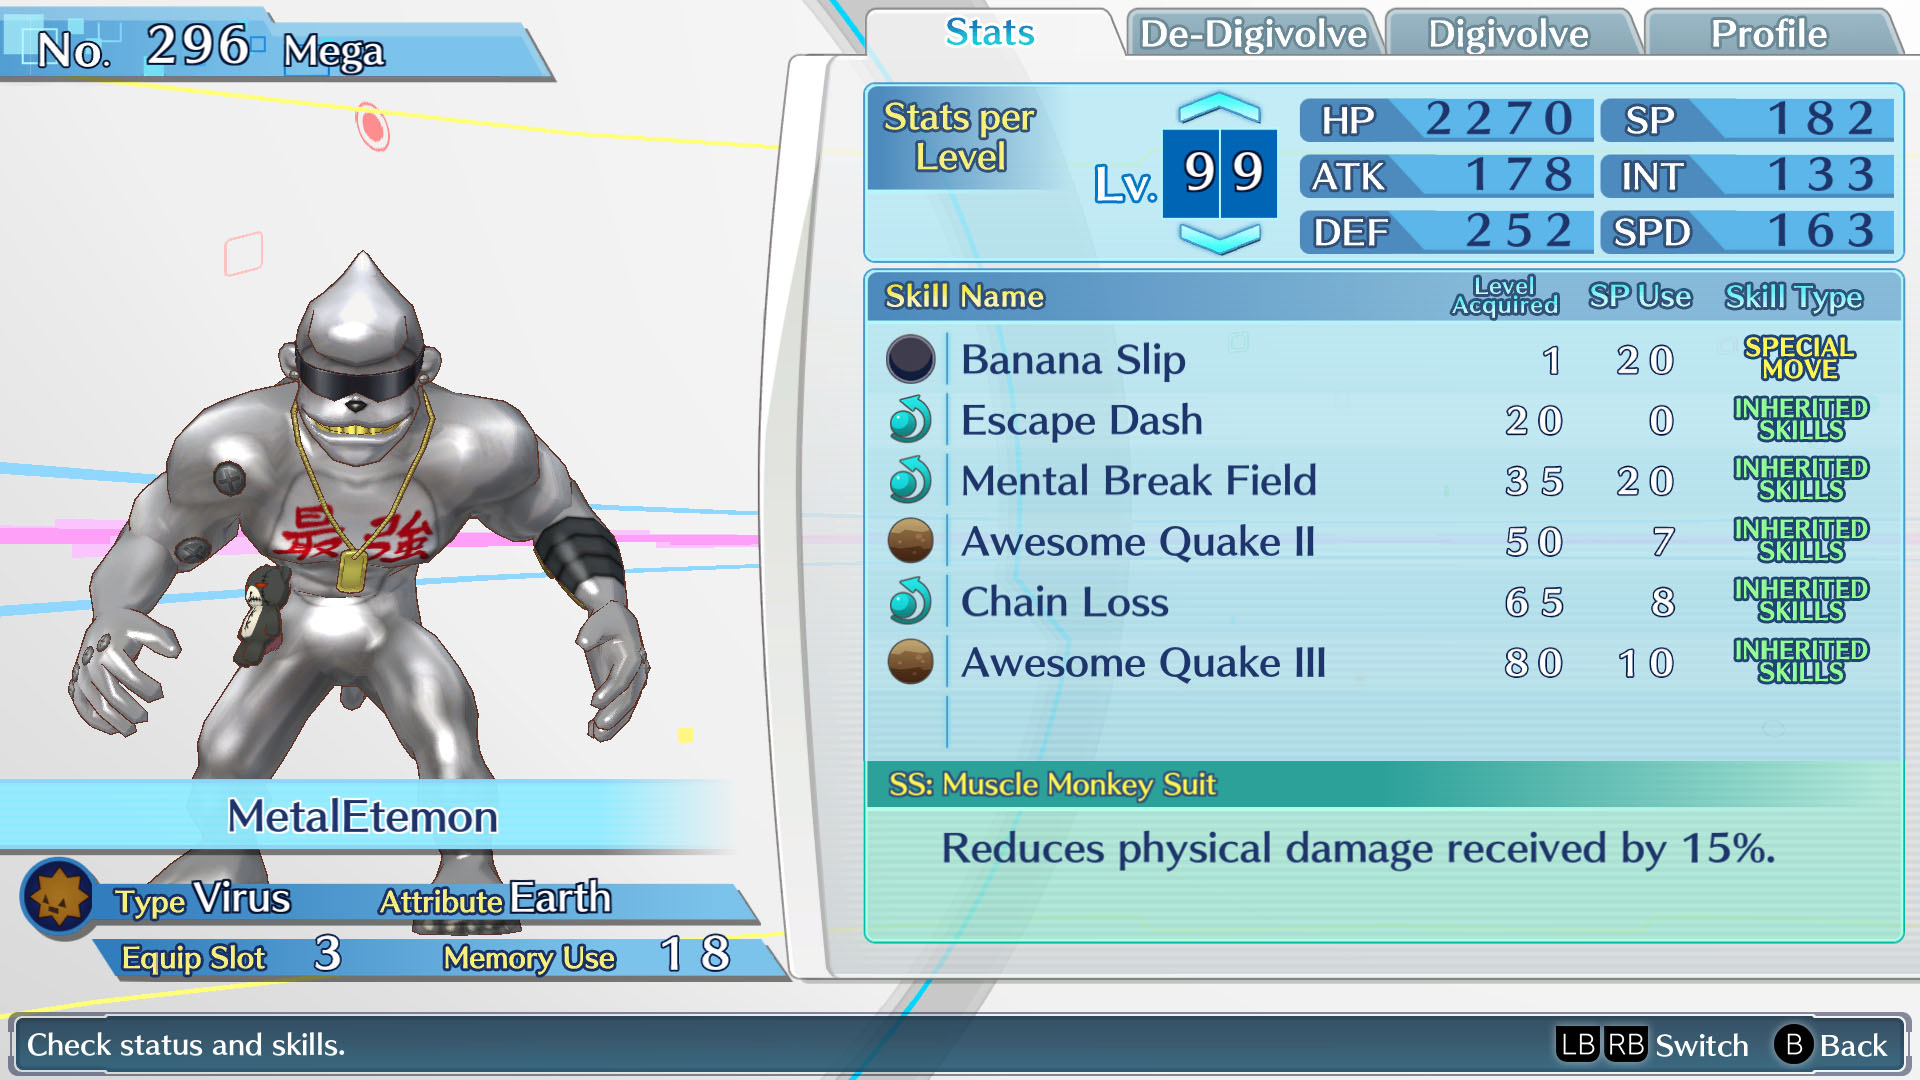 No. 296 Mega
Stats De-Digivolve Digivolve Profile
Stats per
Level
Lv. 99
HP 2270 SP 182
ATK 178 INT 133
DEF 252 SPD 163
Skill Name Level Acquired SP Use Skill Type
Banana Slip 1 20 SPECIAL MOVE
Escape Dash 20 0 INHERITED SKILLS
Mental Break Field 35 20 INHERITED SKILLS
Awesome Quake II 50 7 INHERITED SKILLS
Chain Loss 65 8 INHERITED SKILLS
Awesome Quake III 80 10 INHERITED SKILLS
SS: Muscle Monkey Suit
Reduces physical damage received by 15%.
最強
MetalEtemon
Type Virus Attribute Earth
Equip Slot 3 Memory Use 18
Check status and skills.
LB RB Switch B Back